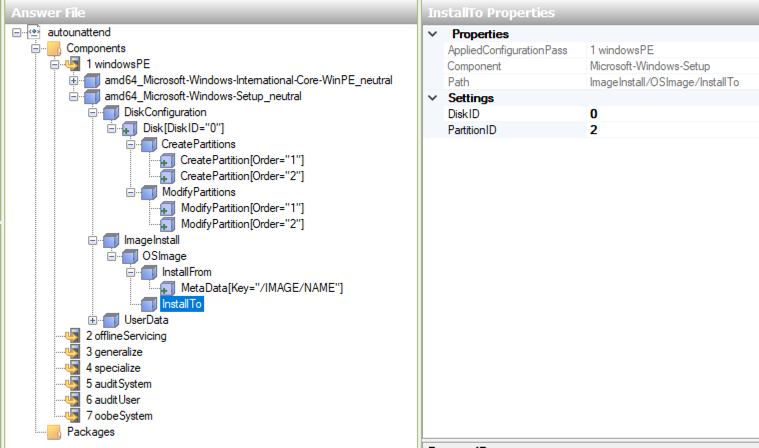 Answer File
autounattend
Components
1 windowsPE
amd64_Microsoft-Windows-International-Core-WinPE_neutral
amd64_Microsoft-Windows-Setup_neutral
DiskConfiguration
Disk[DiskID="0"]
CreatePartitions
CreatePartition[Order="1"]
CreatePartition[Order="2"]
ModifyPartitions
ModifyPartition[Order="1"]
ModifyPartition[Order="2"]
ImageInstall
OSImage
InstallFrom
MetaData[Key="/IMAGE/NAME"]
InstallTo
UserData
2 offlineServicing
3 generalize
4 specialize
5 auditSystem
6 auditUser
7 oobeSystem
Packages
InstallTo Properties
Properties
AppliedConfigurationPass 1 windowsPE
Component Microsoft-Windows-Setup
Path ImageInstall/OSImage/InstallTo
Settings
DiskID 0
PartitionID 2